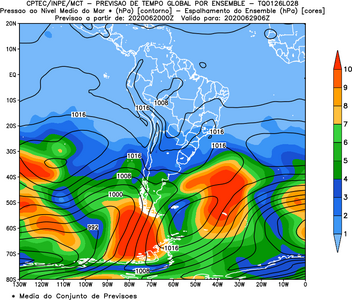 CPTEC/INPE/MCT – PREVISAO DE TEMPO GLOBAL POR ENSEMBLE – TQ0126L028
Pressao ao Nivel Medio do Mar • (hPa) [contorno] – Espalhamento do Ensemble (hPa) [cores]
Previsao a partir de: 2020062000Z Valido para: 2020062906Z
20N
10N
EQ
10S
20S
30S
40S
50S
60S
70S
80S
130W 120W 110W 100W 90W 80W 70W 60W 50W 40W 30W 20W 10W 0
1016
1008
1016
1016
1016
1016
1008
1000
992
1016
1008
10
9
8
7
6
5
4
3
2
1
• Media do Conjunto de Previsoes